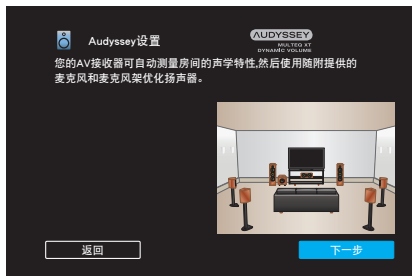 Audyssey设置
AUDYSSEY
MULTEQ XT
DYNAMIC VOLUME
您的AV接收器可自动测量房间的声学特性,然后使用随附提供的
麦克风和麦克风架优化扬声器。
返回
下一步